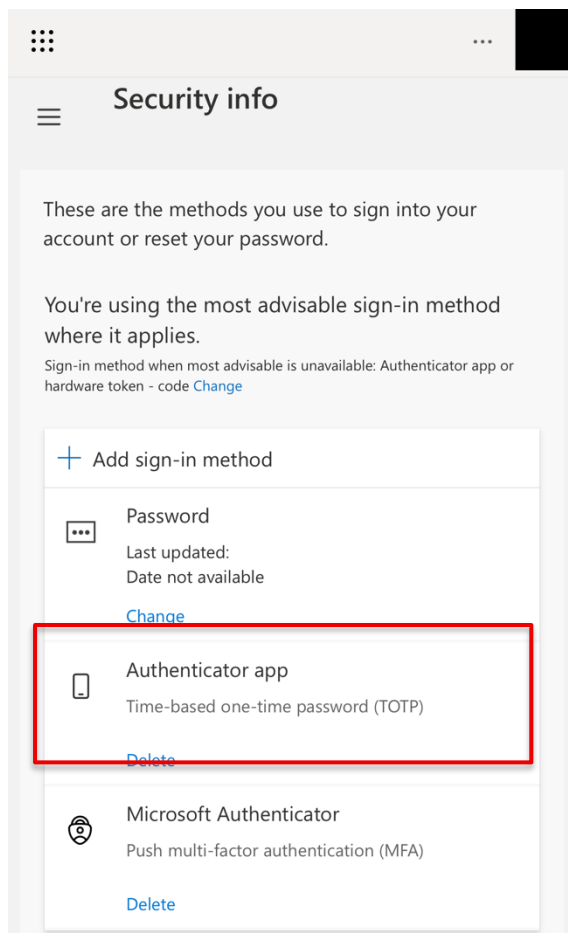 Security info
These are the methods you use to sign into your
account or reset your password.
You're using the most advisable sign-in method
where it applies.
Sign-in method when most advisable is unavailable: Authenticator app or
hardware token - code Change
Add sign-in method
Password
Last updated:
Date not available
Change
Authenticator app
Time-based one-time password (TOTP)
Delete
Microsoft Authenticator
Push multi-factor authentication (MFA)
Delete